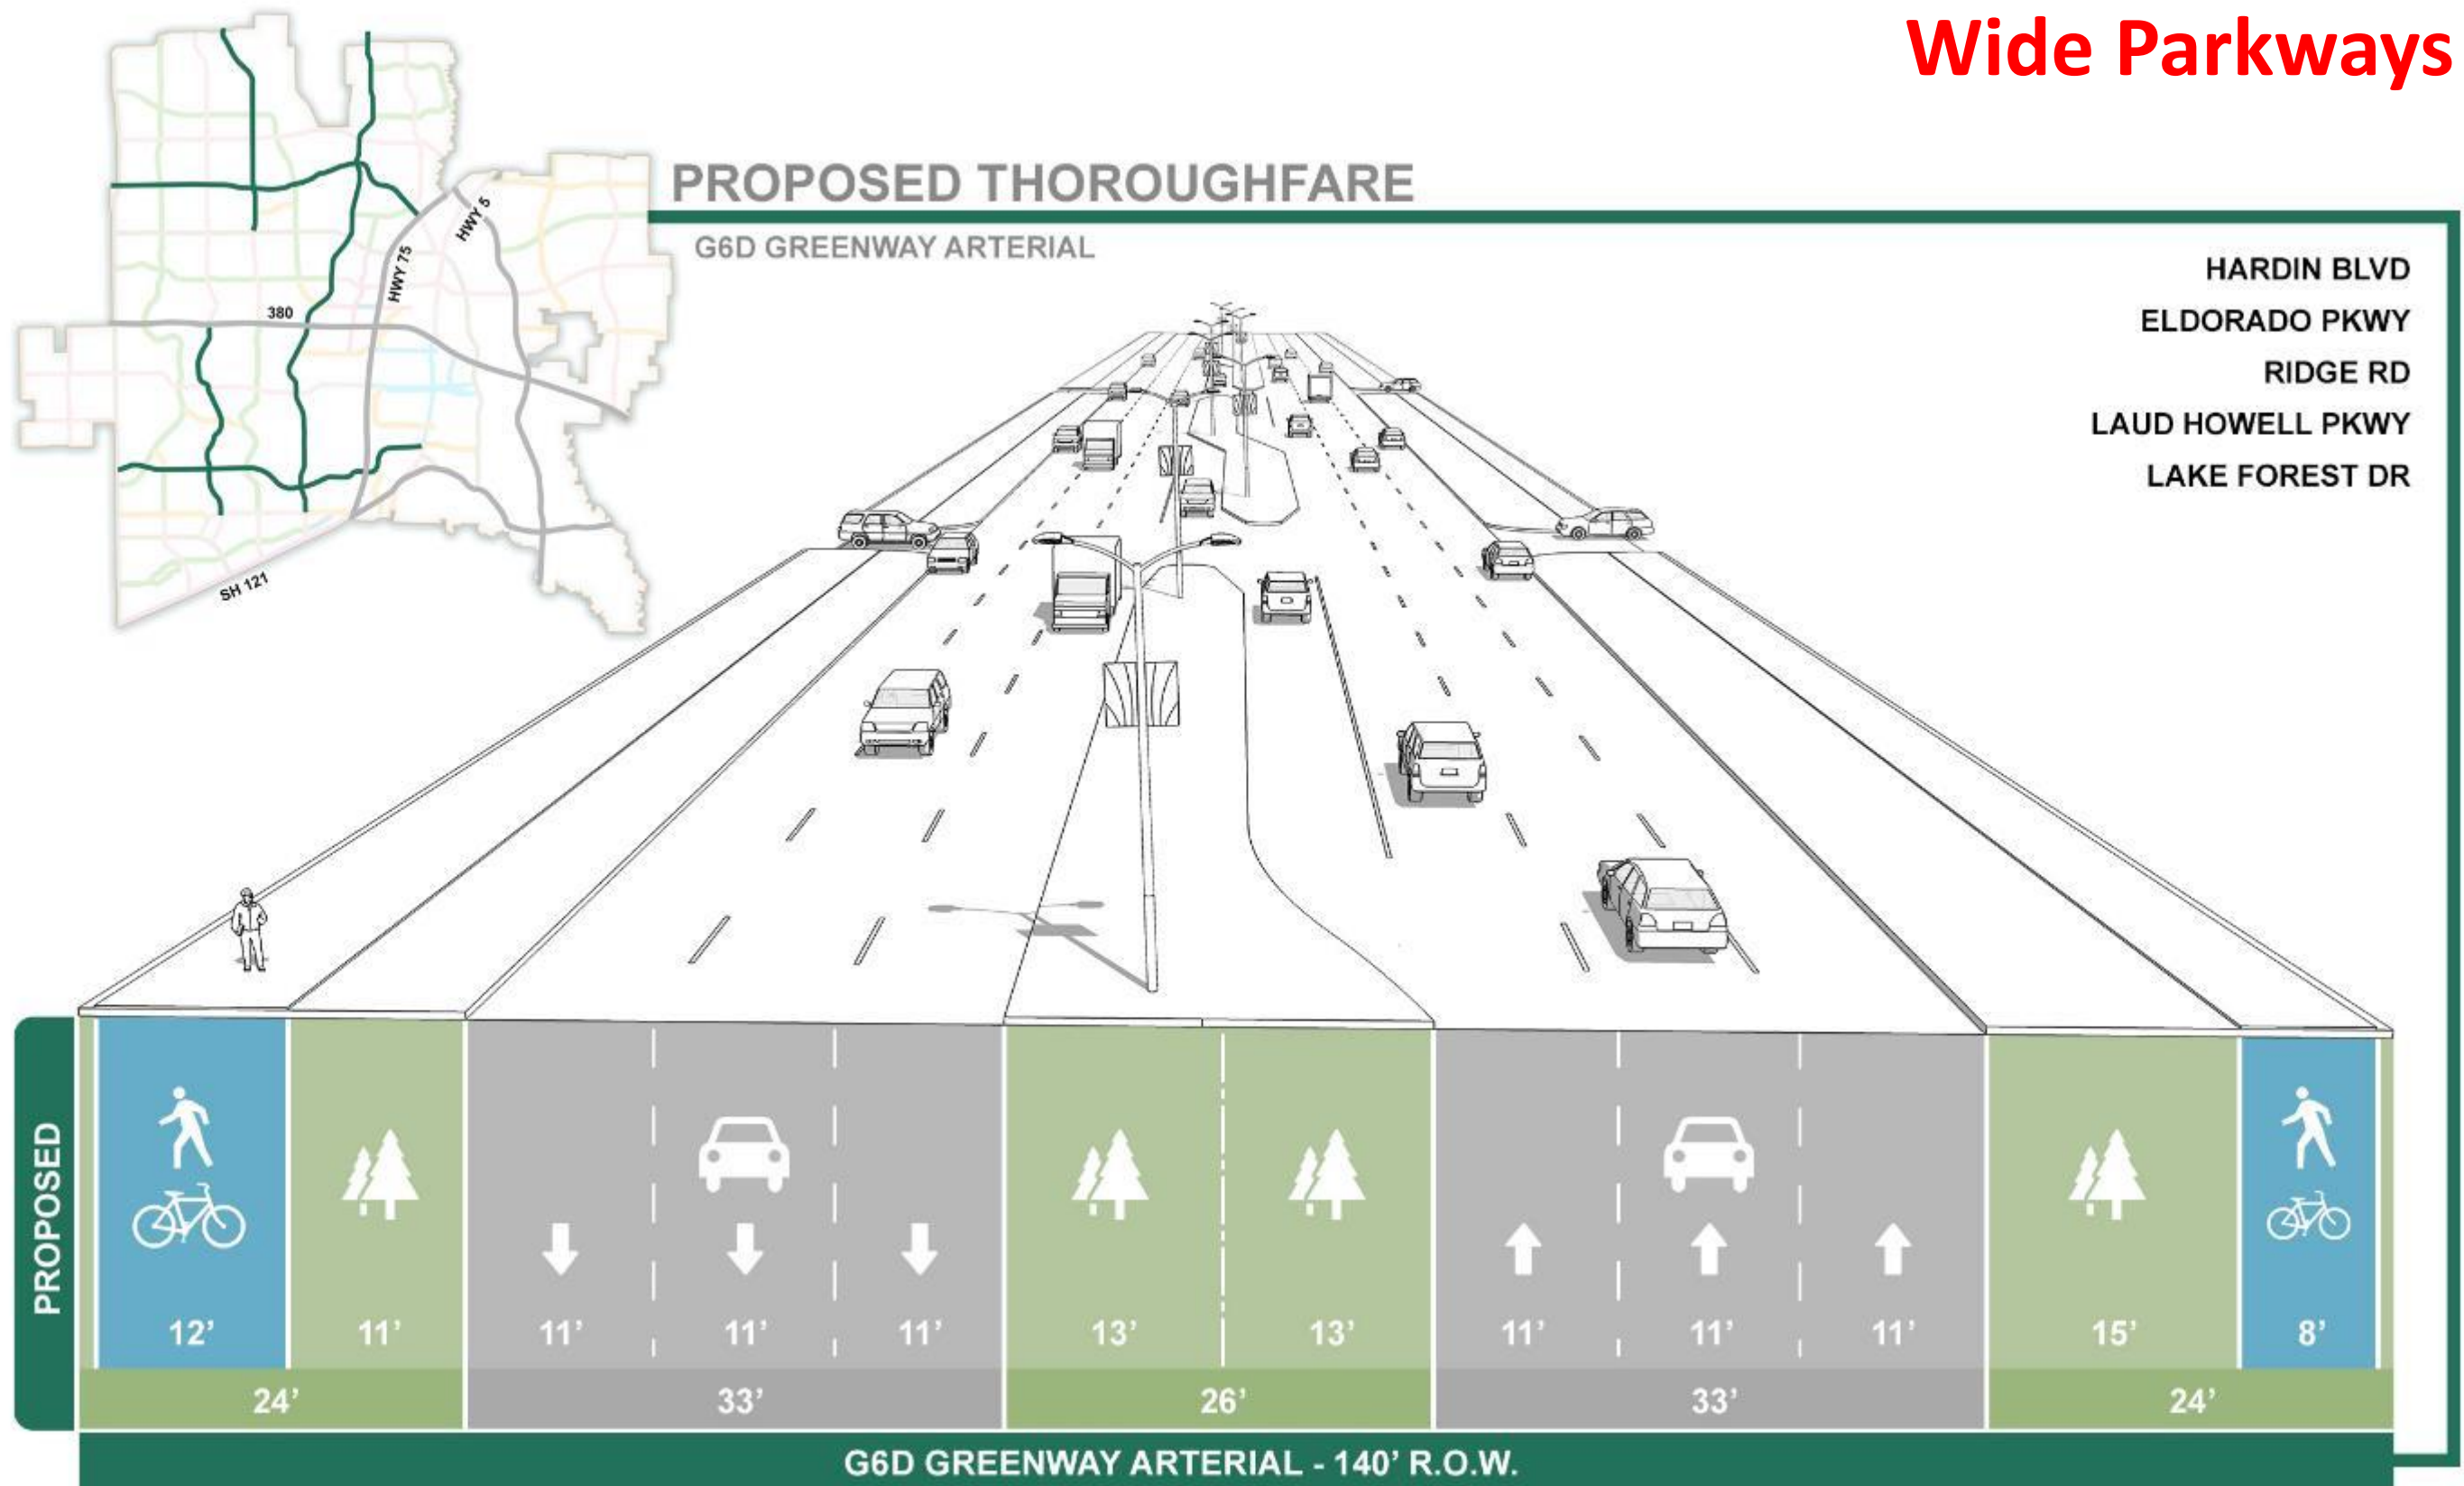 Wide Parkways
PROPOSED THOROUGHFARE
G6D GREENWAY ARTERIAL
HARDIN BLVD
ELDORADO PKWY
RIDGE RD
LAUD HOWELL PKWY
LAKE FOREST DR
HWY 5
HWY 75
380
SH 121
PROPOSED
12’ 11’ 11’ 11’ 11’ 13’ 13’ 11’ 11’ 11’ 15’ 8’
24’ 33’ 26’ 33’ 24’
G6D GREENWAY ARTERIAL - 140’ R.O.W.